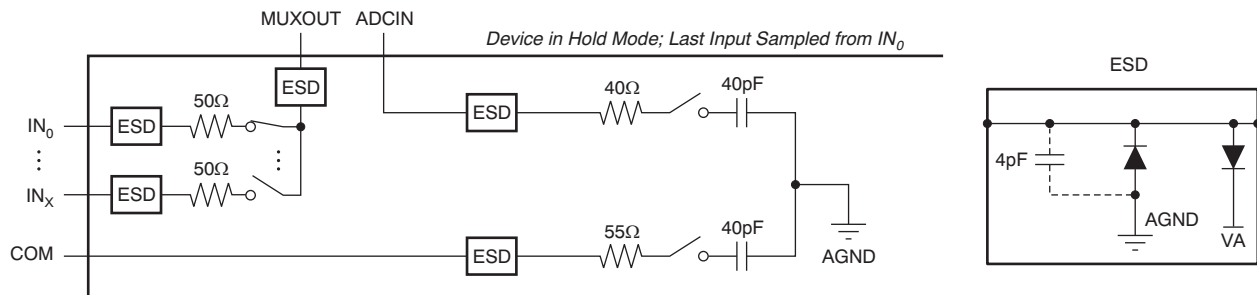 MUXOUT ADCIN
Device in Hold Mode; Last Input Sampled from IN0
ESD
ESD
50Ω
ESD
40Ω
40pF
IN0
ESD
⋮
⋮
50Ω
INX
ESD
COM
ESD
55Ω
40pF
AGND
4pF
AGND
VA